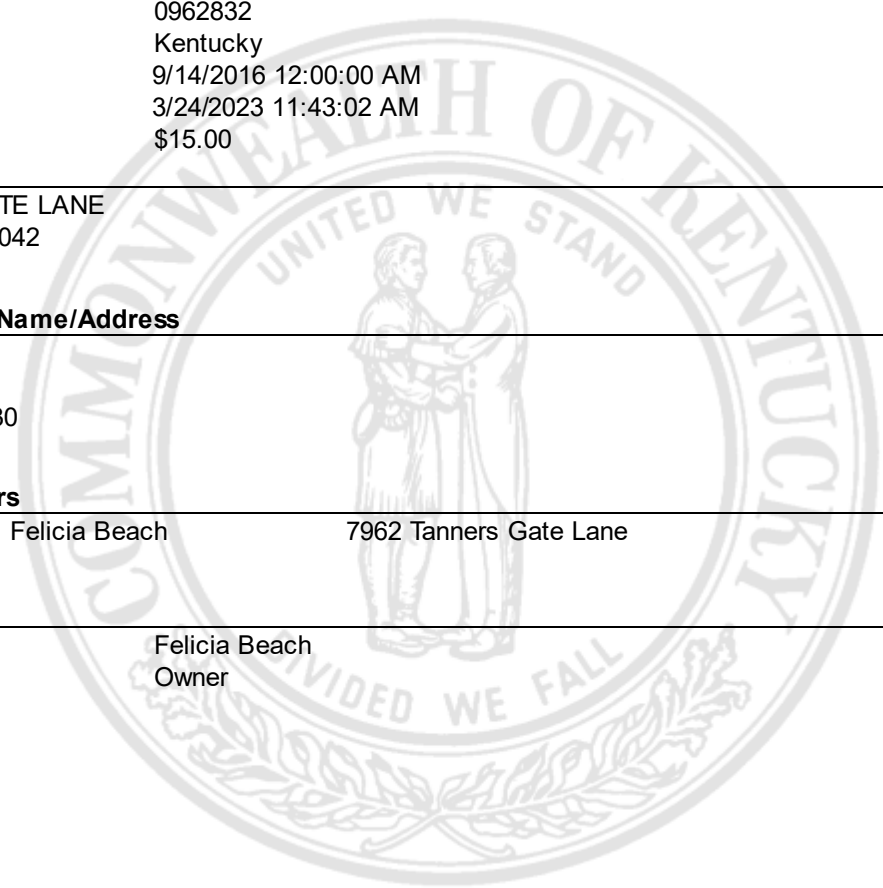 0962832
Kentucky
9/14/2016 12:00:00 AM
3/24/2023 11:43:02 AM
$15.00
TE LANE
042
Name/Address
30
rs
Felicia Beach 7962 Tanners Gate Lane
Felicia Beach
Owner
COMMONWEALTH OF KENTUCKY
UNITED WE STAND
DIVIDED WE FALL